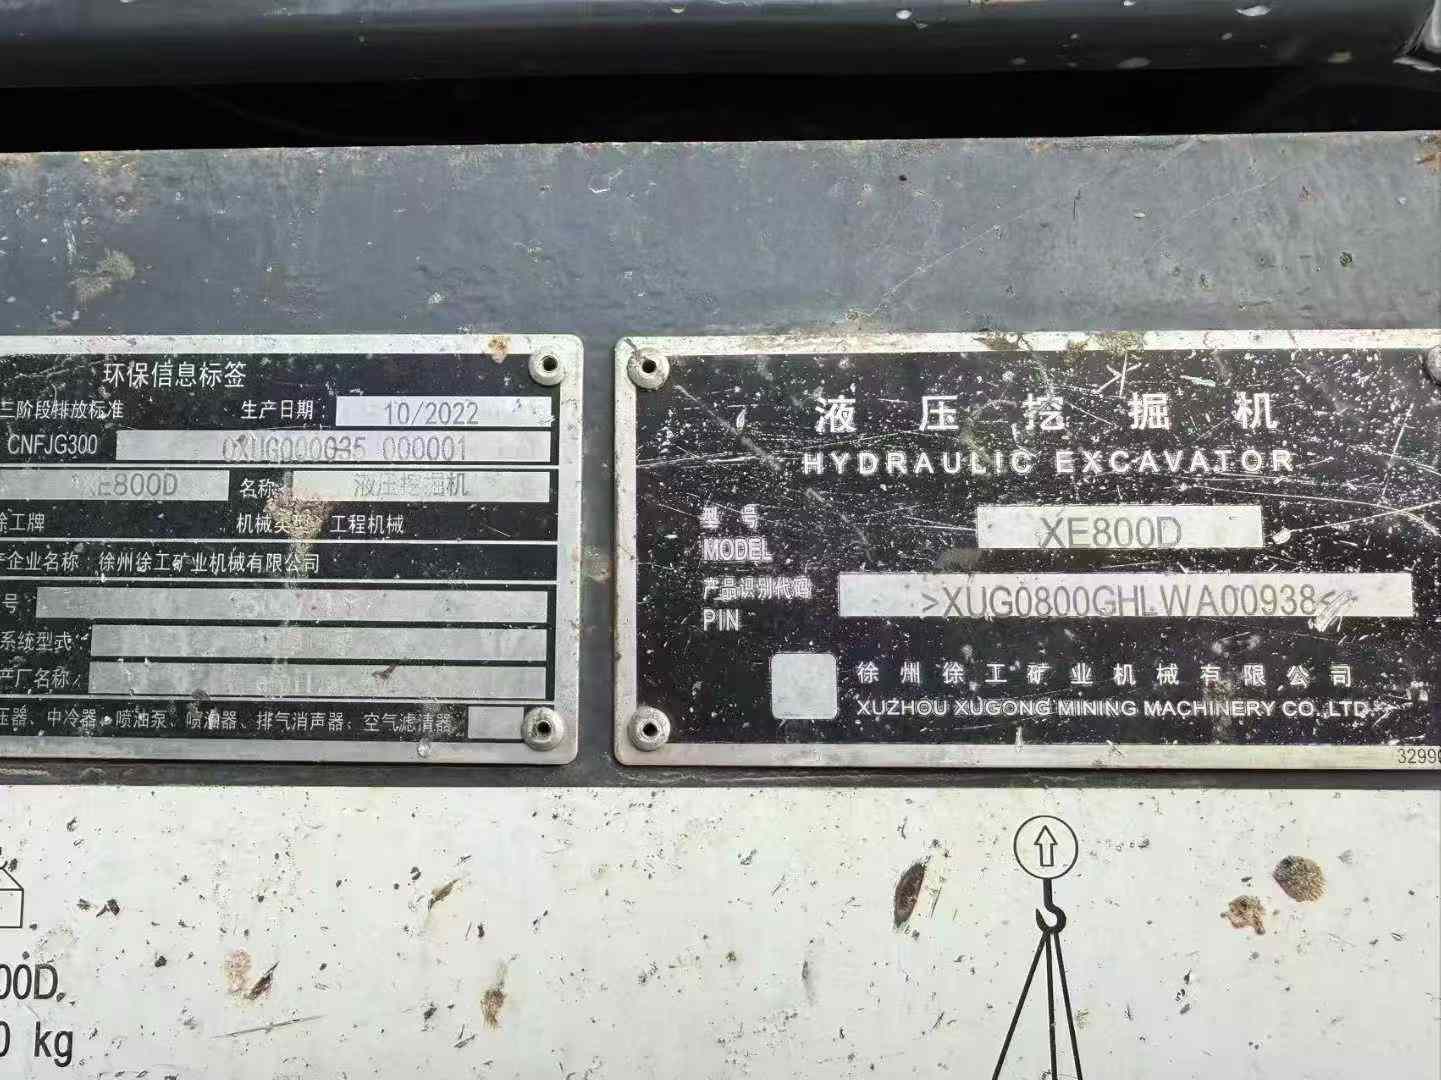 环保信息标签
三阶段排放标准 生产日期: 10/2022
CNFJG300 000035 000001
XE800D 名称: 液压挖掘机
徐工牌 机械类型: 工程机械
产企业名称: 徐州徐工矿业机械有限公司
号:
系统型式:
产厂名称:
压器、中冷器、喷油泵、喷油器、排气消声器、空气滤清器
液压挖掘机
HYDRAULIC EXCAVATOR
型号 XE800D
MODEL
产品识别代码 >XUG0800GHLWA00938<
PIN
徐州徐工矿业机械有限公司
XUZHOU XUGONG MINING MACHINERY CO.,LTD.
3299
00D
0 kg